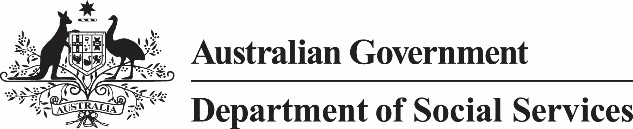 AUSTRALIA
Australian Government
Department of Social Services